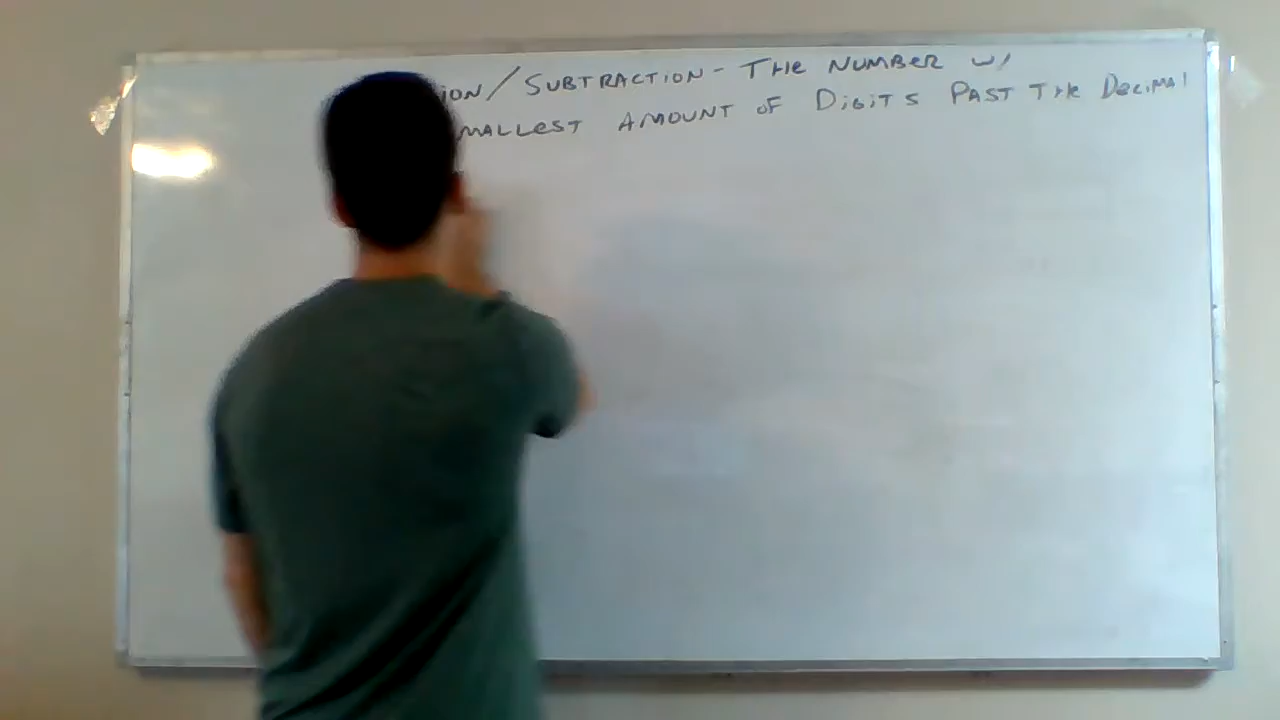 ION/SUBTRACTION - THE NUMBER W/
MALLEST AMOUNT OF DIGITS PAST THE DECIMAL